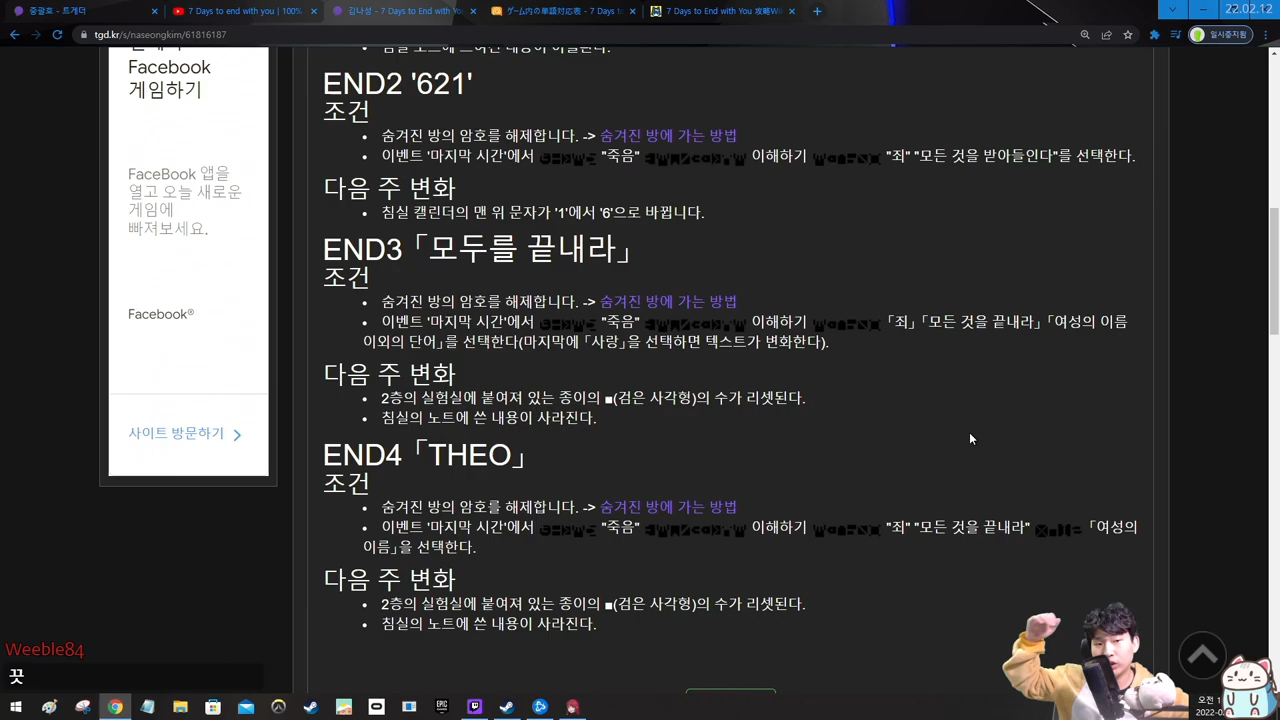 중괄호 - 트게더
7 Days to end with you | 100%
김나성 - 7 Days to End with Yo
ゲーム内の単語対応表 - 7 Days to
7 Days to End with You 攻略Wi
22.02.12
tgd.kr/s/naseongkim/61816187
일시중지됨
Facebook
게임하기
FaceBook 앱을
열고 오늘 새로운
게임에
빠져보세요.
Facebook®
사이트 방문하기
END2 '621'
조건
숨겨진 방의 암호를 해제합니다. -> 숨겨진 방에 가는 방법
이벤트 '마지막 시간'에서 "죽음" 이해하기 "죄" "모든 것을 받아들인다"를 선택한다.
다음 주 변화
침실 캘린더의 맨 위 문자가 '1'에서 '6'으로 바뀝니다.
END3「모두를 끝내라」
조건
숨겨진 방의 암호를 해제합니다. -> 숨겨진 방에 가는 방법
이벤트 '마지막 시간'에서 "죽음" 이해하기 「죄」「모든 것을 끝내라」「여성의 이름
이외의 단어」를 선택한다(마지막에 「사랑」을 선택하면 텍스트가 변화한다).
다음 주 변화
2층의 실험실에 붙여져 있는 종이의 ■(검은 사각형)의 수가 리셋된다.
침실의 노트에 쓴 내용이 사라진다.
END4「THEO」
조건
숨겨진 방의 암호를 해제합니다. -> 숨겨진 방에 가는 방법
이벤트 '마지막 시간'에서 "죽음" 이해하기 "죄" "모든 것을 끝내라" 「여성의
이름」을 선택한다.
다음 주 변화
2층의 실험실에 붙여져 있는 종이의 ■(검은 사각형)의 수가 리셋된다.
침실의 노트에 쓴 내용이 사라진다.
Weeble84
끗
EPIC
오전 1